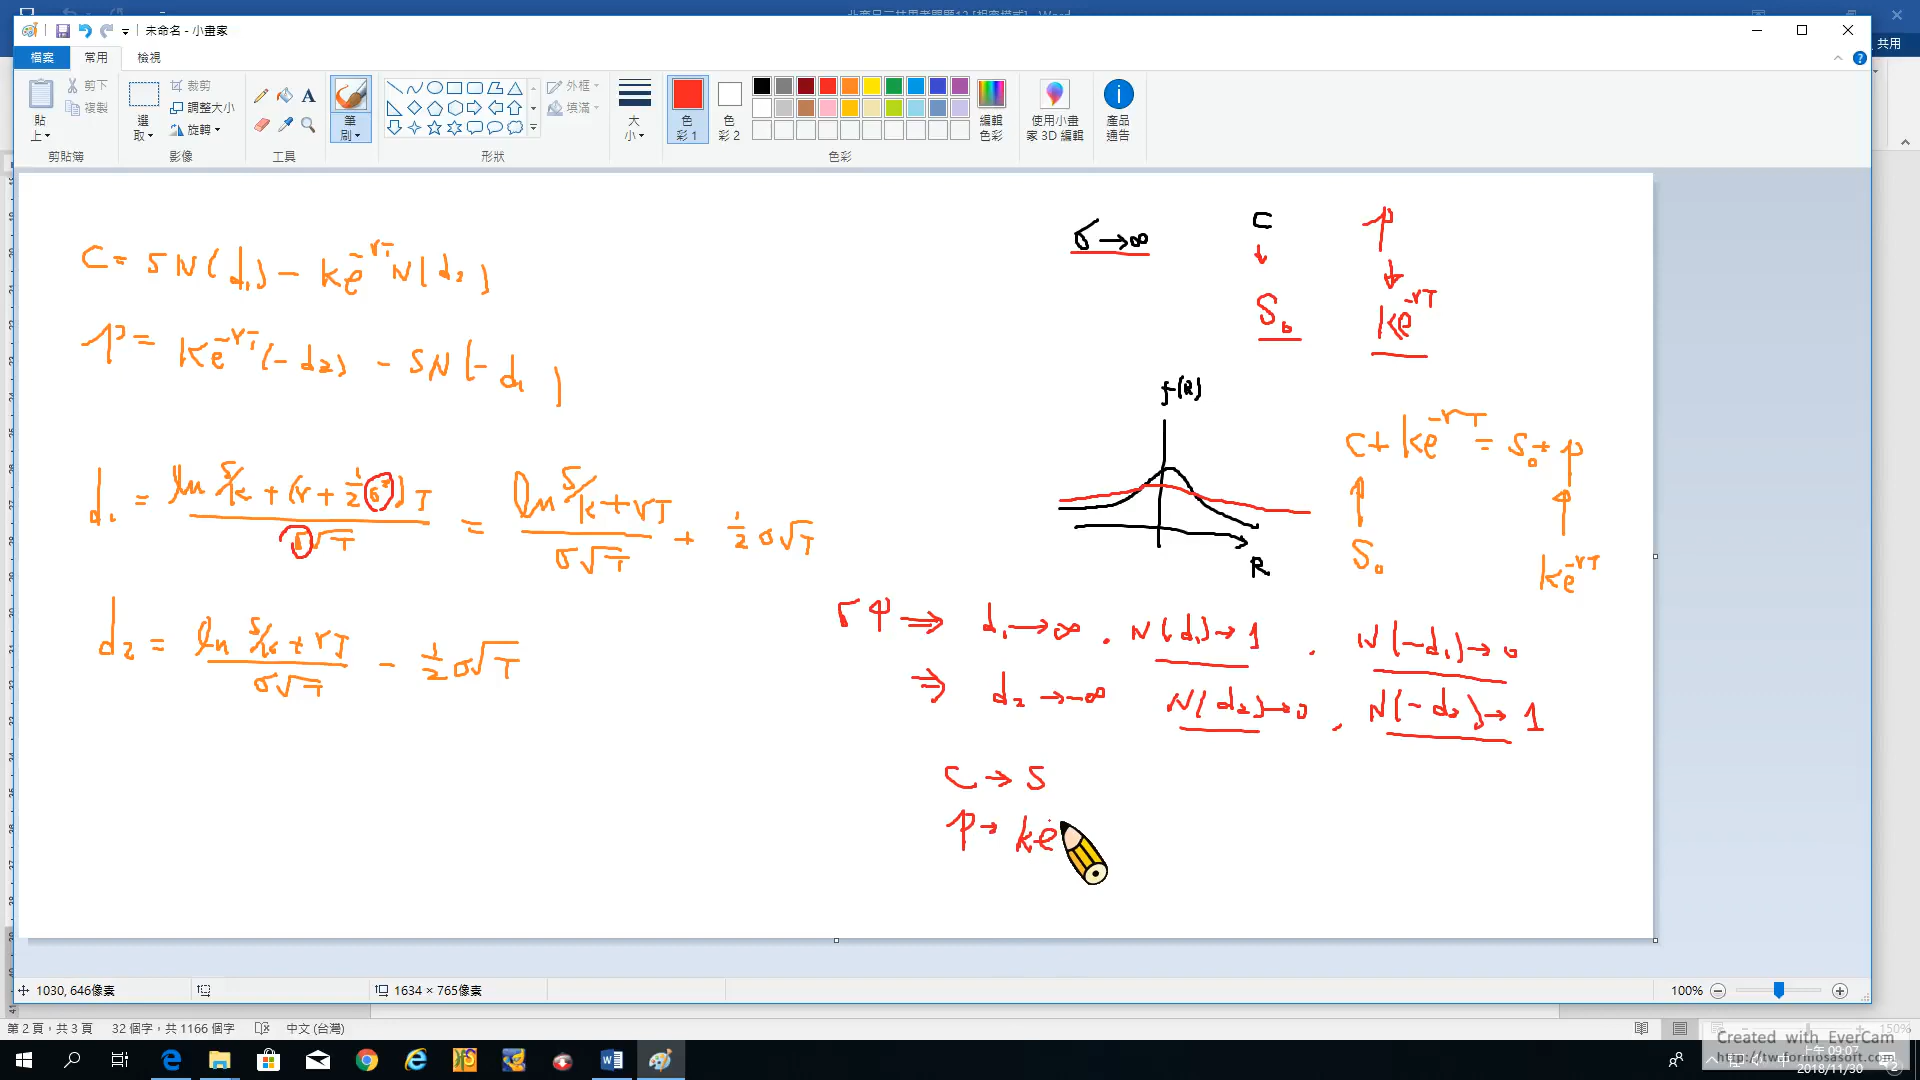 未命名 - 小畫家
共用
檔案 常用 檢視
貼上 剪下 複製 剪貼簿
選取 裁剪 調整大小 旋轉 影像
A 工具
筆刷
外框 填滿 形狀
大小
色彩 1 色彩 2 編輯色彩 色彩
使用小畫家 3D 編輯
產品通告
C = S N(d₁) − Ke^{-rT} N(d₂)
P = Ke^{-rT}(−d₂) − SN(−d₁)
d₁ = (ln S/K + (r + ½σ²)T) / σ√T = (ln S/K + rT) / σ√T + ½σ√T
d₂ = (ln S/K + rT) / σ√T − ½σ√T
σ→∞ C P
↓ ↓
S₀ Ke^{-rT}
f(R)
R
C + Ke^{-rT} = S₀ + P
↑ ↑
S₀ Ke^{-rT}
σ↑ ⇒ d₁→∞ . N(d₁)→1 . N(−d₁)→0
⇒ d₂→−∞ N(d₂)→0 , N(−d₂)→1
C → S
P → Ke
1030, 646像素 1634 × 765像素 100%
第 2 頁，共 3 頁 32 個字，共 1166 個字 中文 (台灣) 150%
Created with EverCam
http://tw.formosasoft.com
上午 09:07
2018/11/30